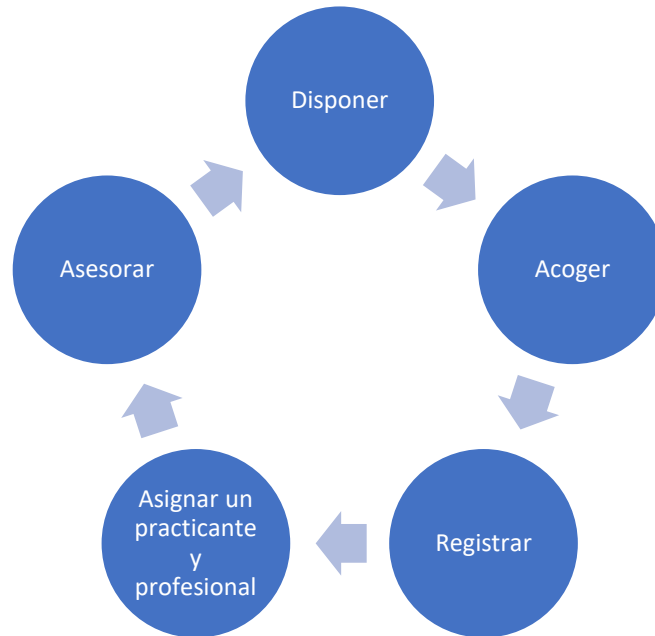 Disponer
Acoger
Registrar
Asignar un
practicante
y
profesional
Asesorar